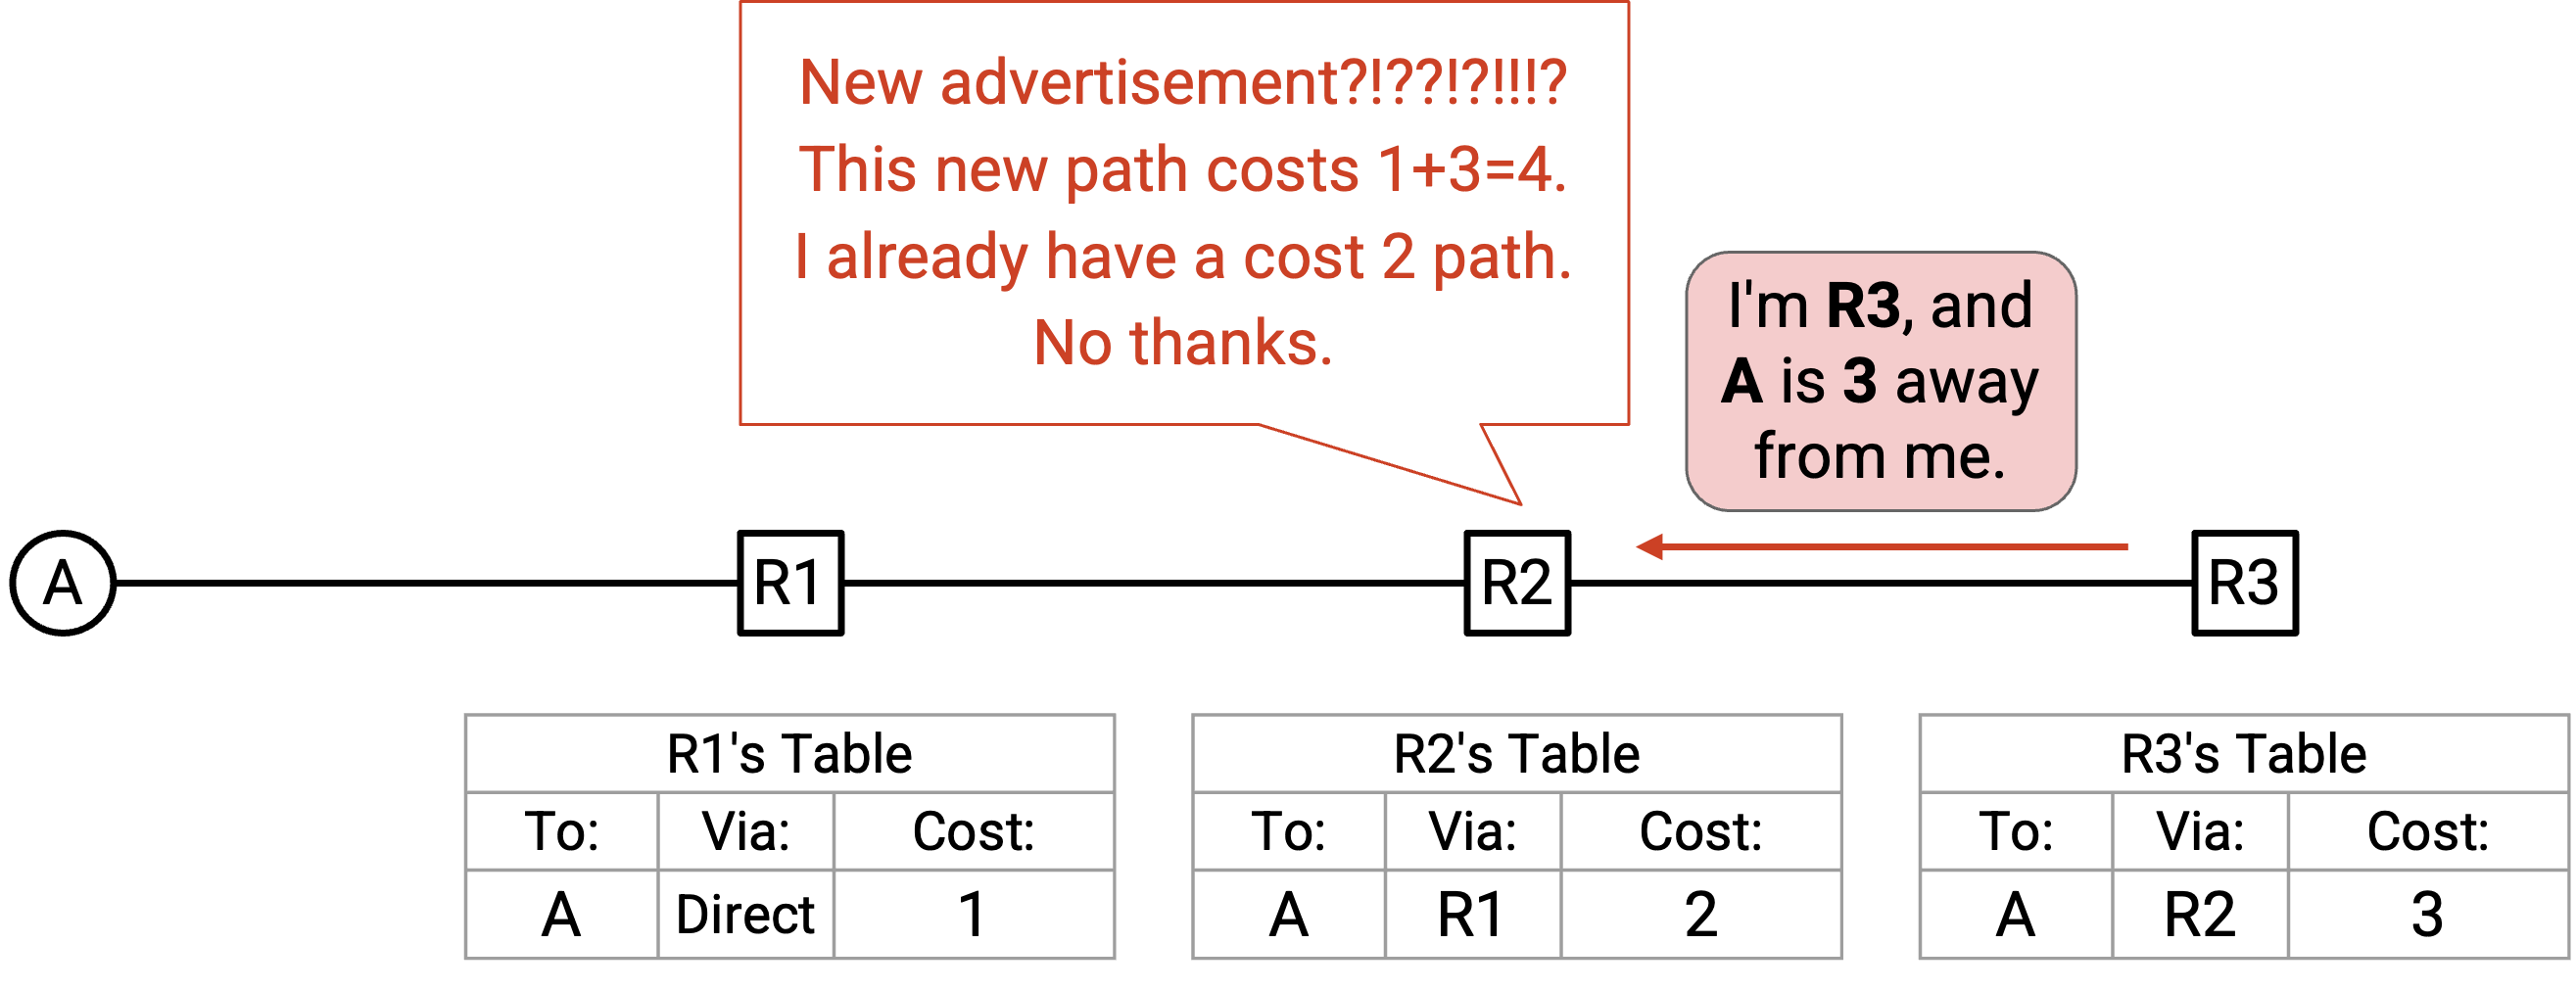 New advertisement?!??!?!!!?
This new path costs 1+3=4.
I already have a cost 2 path.
No thanks.
I'm R3, and
A is 3 away
from me.
A
R1
R2
R3
R1's Table
To: Via: Cost:
A Direct 1
R2's Table
To: Via: Cost:
A R1 2
R3's Table
To: Via: Cost:
A R2 3